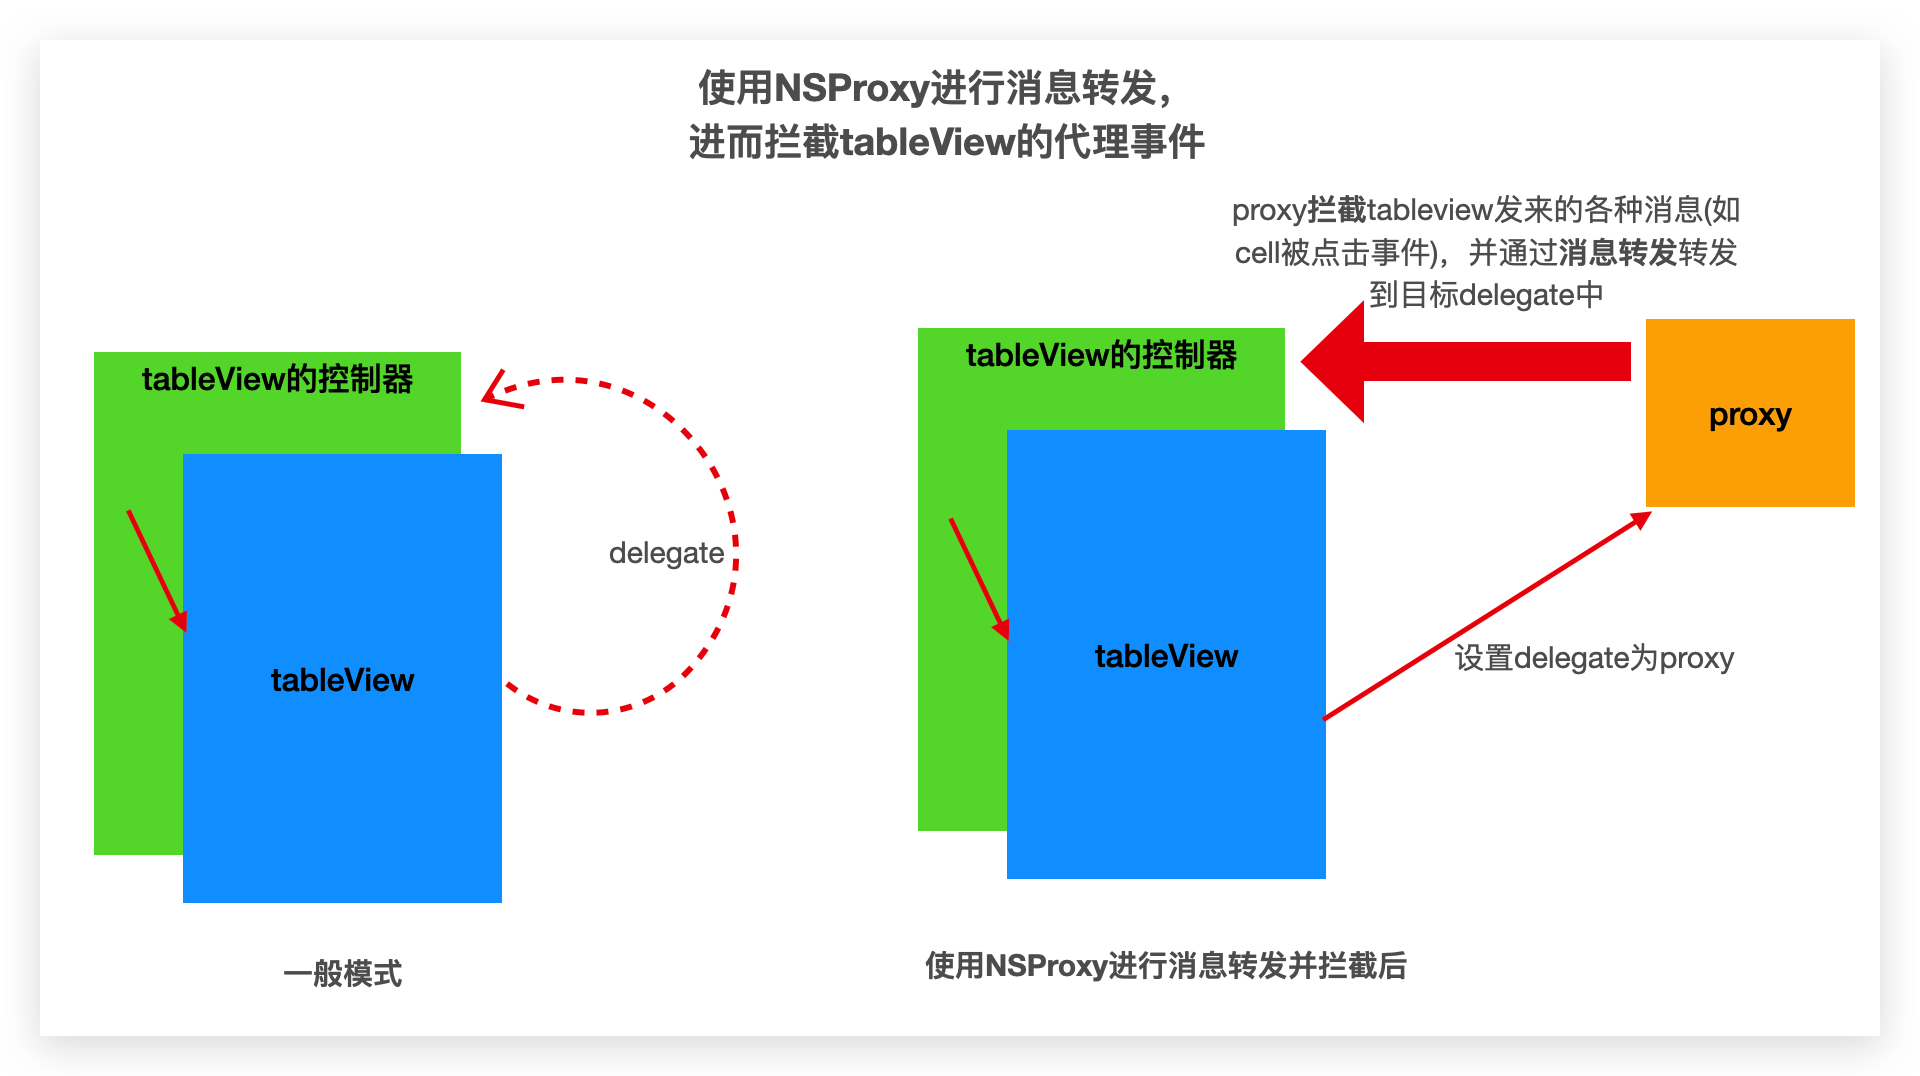 使用NSProxy进行消息转发，
进而拦截tableView的代理事件
proxy拦截tableview发来的各种消息(如
cell被点击事件)，并通过消息转发转发
到目标delegate中
tableView的控制器
tableView
delegate
一般模式
tableView的控制器
proxy
tableView
设置delegate为proxy
使用NSProxy进行消息转发并拦截后